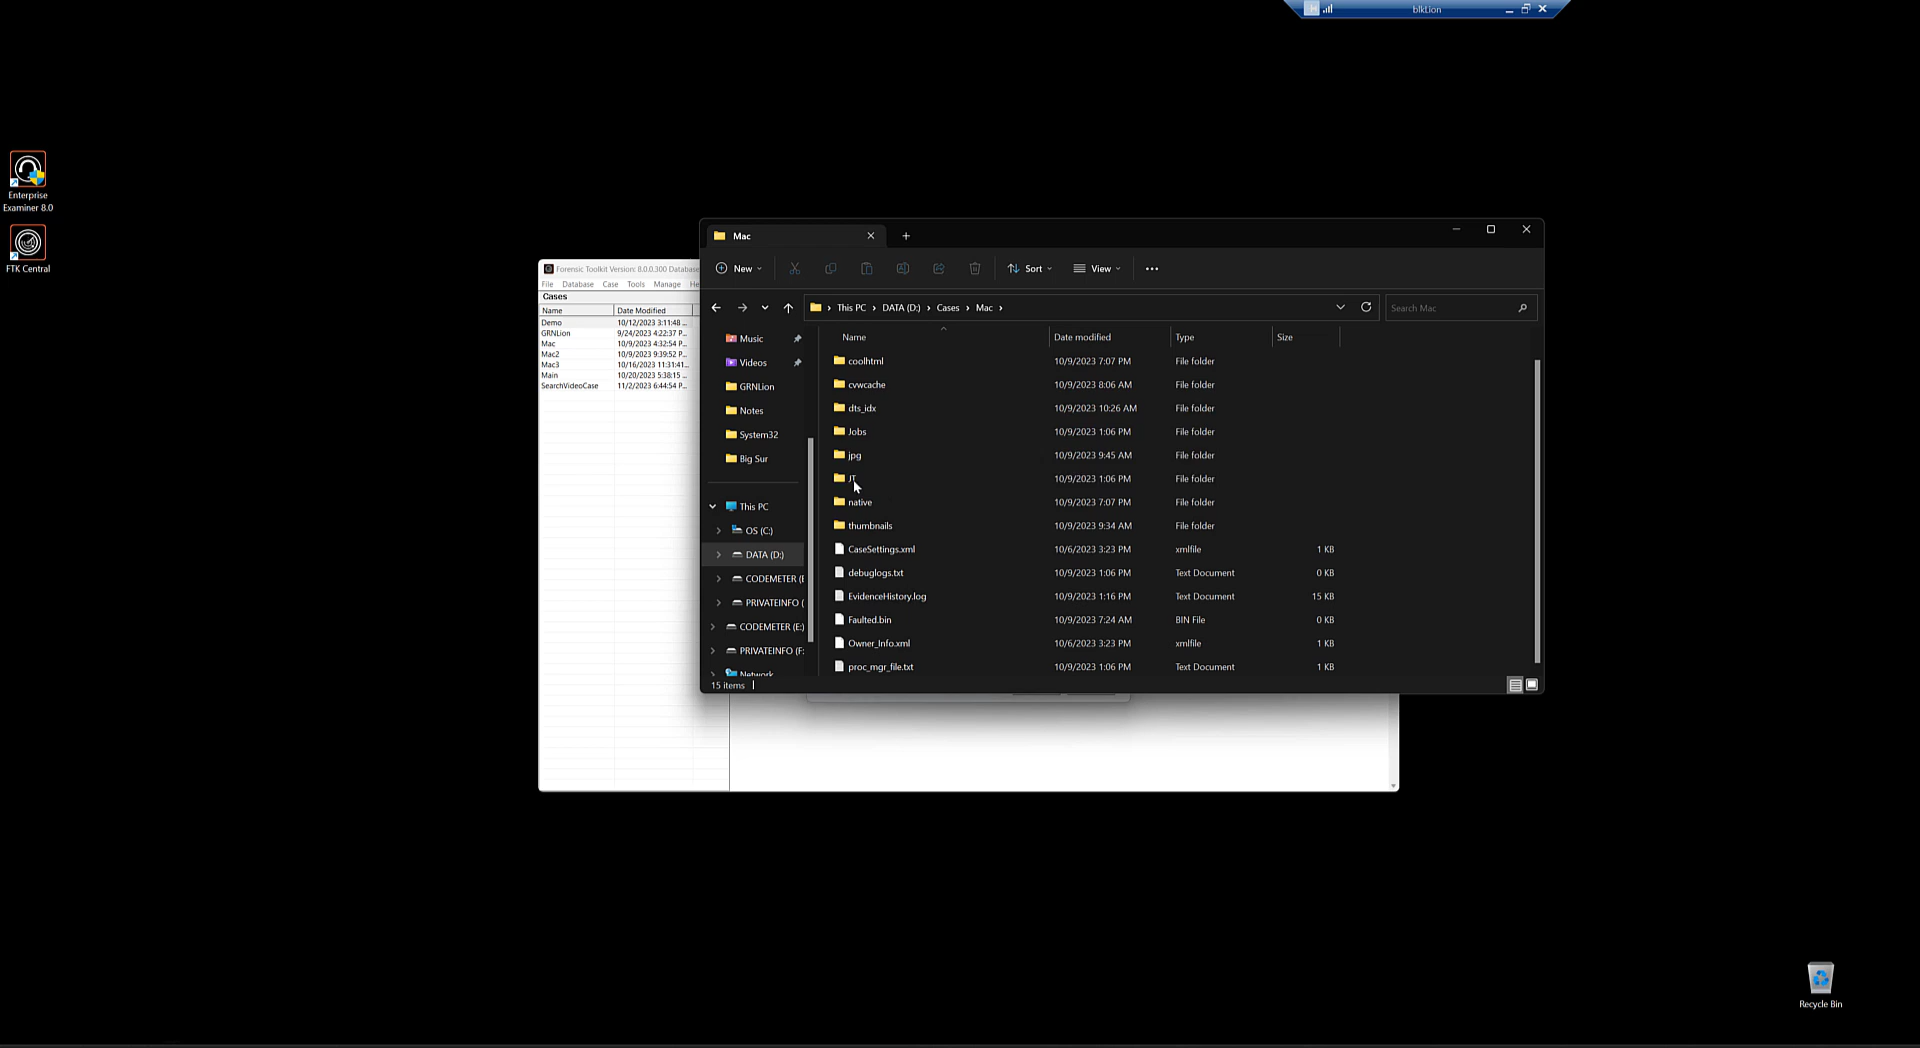 blkLion
Enterprise
Examiner 8.0
FTK Central
Forensic Toolkit Version: 8.0.0.300 Database
File Database Case Tools Manage He
Cases
Name Date Modified
Demo 10/12/2023 3:11:48 ...
GRNLion 9/24/2023 4:22:37 P...
Mac 10/9/2023 4:32:54 P...
Mac2 10/9/2023 9:39:52 P...
Mac3 10/16/2023 11:31:41...
Main 10/20/2023 5:38:15 ...
SearchVideoCase 11/2/2023 6:44:54 P...
Mac
New Sort View
This PC › DATA (D:) › Cases › Mac ›
Search Mac
Music
Videos
GRNLion
Notes
System32
Big Sur
This PC
OS (C:)
DATA (D:)
CODEMETER (E
PRIVATEINFO (
CODEMETER (E:)
PRIVATEINFO (F:
Network
Name Date modified Type Size
coolhtml 10/9/2023 7:07 PM File folder
cvwcache 10/9/2023 8:06 AM File folder
dts_idx 10/9/2023 10:26 AM File folder
Jobs 10/9/2023 1:06 PM File folder
jpg 10/9/2023 9:45 AM File folder
JT 10/9/2023 1:06 PM File folder
native 10/9/2023 7:07 PM File folder
thumbnails 10/9/2023 9:34 AM File folder
CaseSettings.xml 10/6/2023 3:23 PM xmlfile 1 KB
debuglogs.txt 10/9/2023 1:06 PM Text Document 0 KB
EvidenceHistory.log 10/9/2023 1:16 PM Text Document 15 KB
Faulted.bin 10/9/2023 7:24 AM BIN File 0 KB
Owner_Info.xml 10/6/2023 3:23 PM xmlfile 1 KB
proc_mgr_file.txt 10/9/2023 1:06 PM Text Document 1 KB
15 items
Recycle Bin